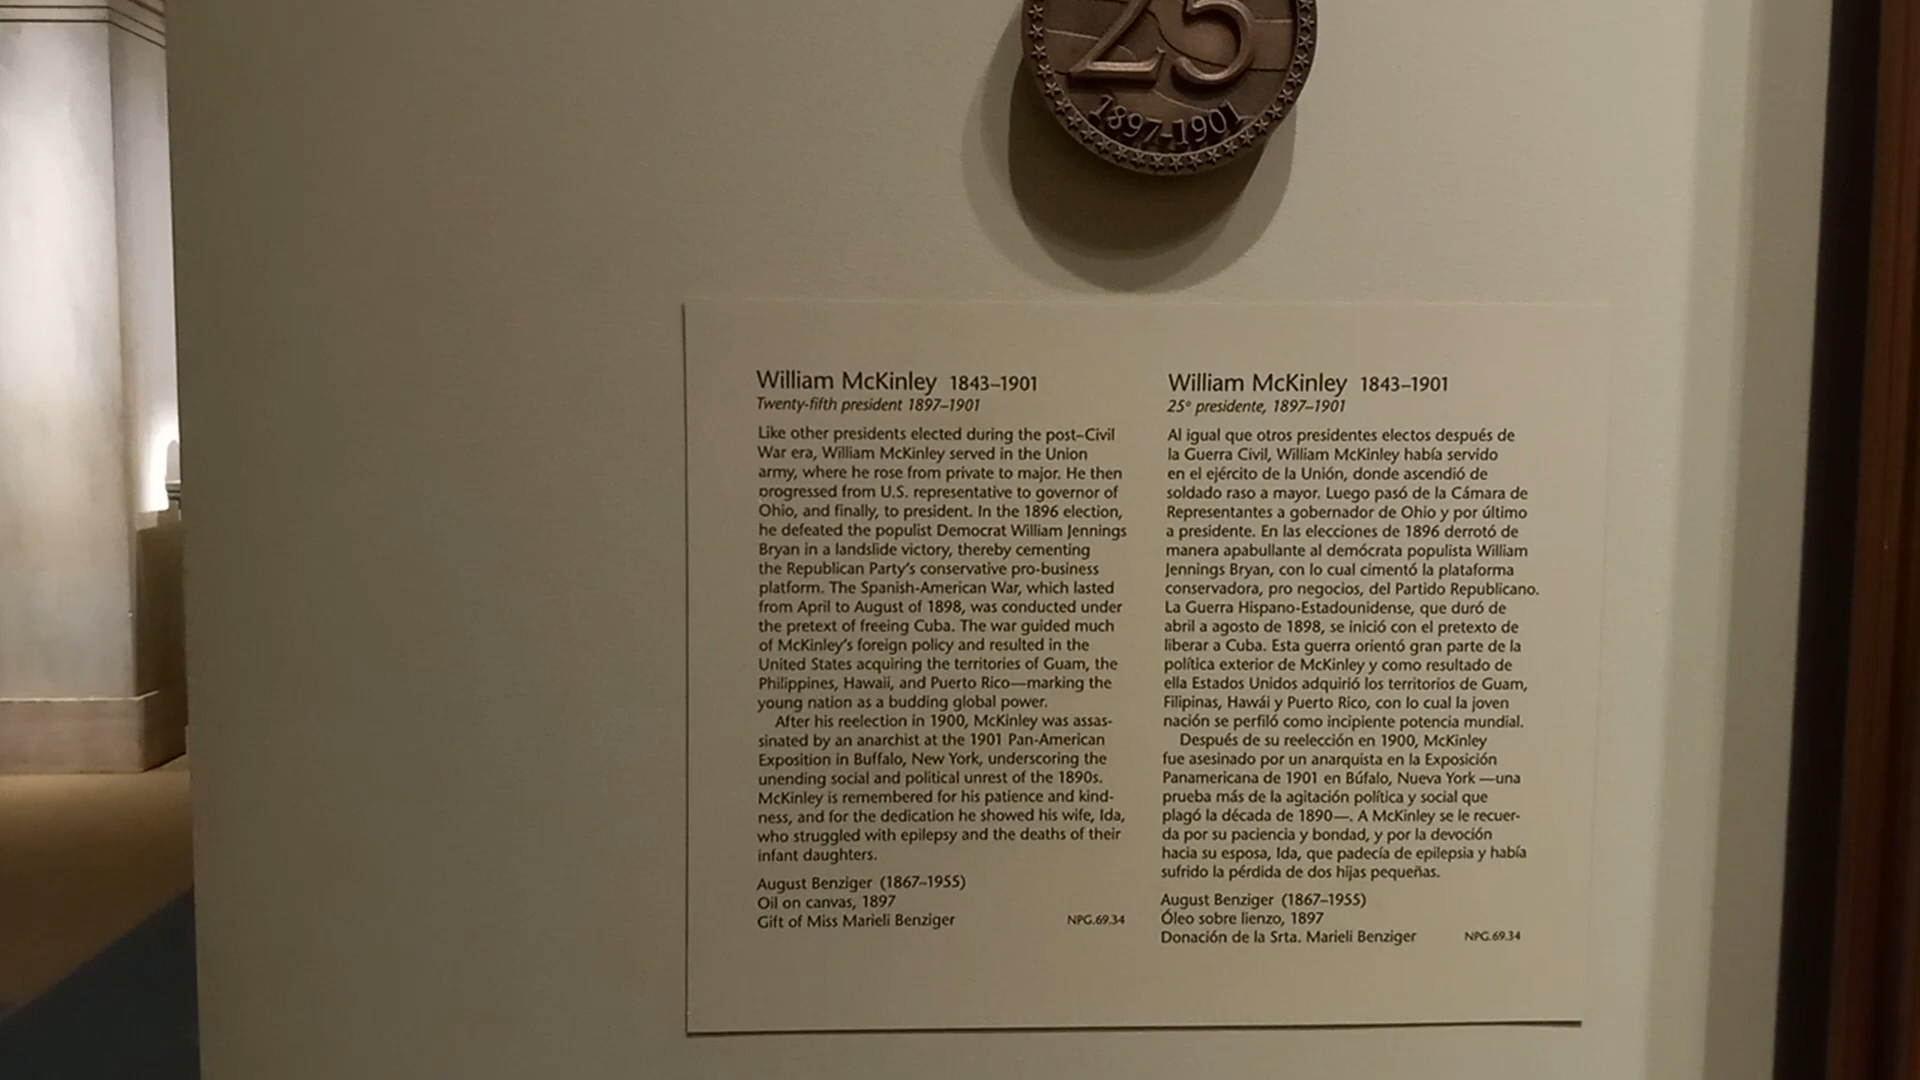 25
1897-1901
William McKinley 1843–1901
Twenty-fifth president 1897–1901
Like other presidents elected during the post–Civil
War era, William McKinley served in the Union
army, where he rose from private to major. He then
progressed from U.S. representative to governor of
Ohio, and finally, to president. In the 1896 election,
he defeated the populist Democrat William Jennings
Bryan in a landslide victory, thereby cementing
the Republican Party's conservative pro-business
platform. The Spanish-American War, which lasted
from April to August of 1898, was conducted under
the pretext of freeing Cuba. The war guided much
of McKinley's foreign policy and resulted in the
United States acquiring the territories of Guam, the
Philippines, Hawaii, and Puerto Rico—marking the
young nation as a budding global power.
After his reelection in 1900, McKinley was assas-
sinated by an anarchist at the 1901 Pan-American
Exposition in Buffalo, New York, underscoring the
unending social and political unrest of the 1890s.
McKinley is remembered for his patience and kind-
ness, and for the dedication he showed his wife, Ida,
who struggled with epilepsy and the deaths of their
infant daughters.
August Benziger (1867–1955)
Oil on canvas, 1897
Gift of Miss Marieli Benziger NPG.69.34
William McKinley 1843–1901
25° presidente, 1897–1901
Al igual que otros presidentes electos después de
la Guerra Civil, William McKinley había servido
en el ejército de la Unión, donde ascendió de
soldado raso a mayor. Luego pasó de la Cámara de
Representantes a gobernador de Ohio y por último
a presidente. En las elecciones de 1896 derrotó de
manera apabullante al demócrata populista William
Jennings Bryan, con lo cual cimentó la plataforma
conservadora, pro negocios, del Partido Republicano.
La Guerra Hispano-Estadounidense, que duró de
abril a agosto de 1898, se inició con el pretexto de
liberar a Cuba. Esta guerra orientó gran parte de la
política exterior de McKinley y como resultado de
ella Estados Unidos adquirió los territorios de Guam,
Filipinas, Hawái y Puerto Rico, con lo cual la joven
nación se perfiló como incipiente potencia mundial.
Después de su reelección en 1900, McKinley
fue asesinado por un anarquista en la Exposición
Panamericana de 1901 en Búfalo, Nueva York —una
prueba más de la agitación política y social que
plagó la década de 1890—. A McKinley se le recuer-
da por su paciencia y bondad, y por la devoción
hacia su esposa, Ida, que padecía de epilepsia y había
sufrido la pérdida de dos hijas pequeñas.
August Benziger (1867–1955)
Óleo sobre lienzo, 1897
Donación de la Srta. Marieli Benziger NPG.69.34